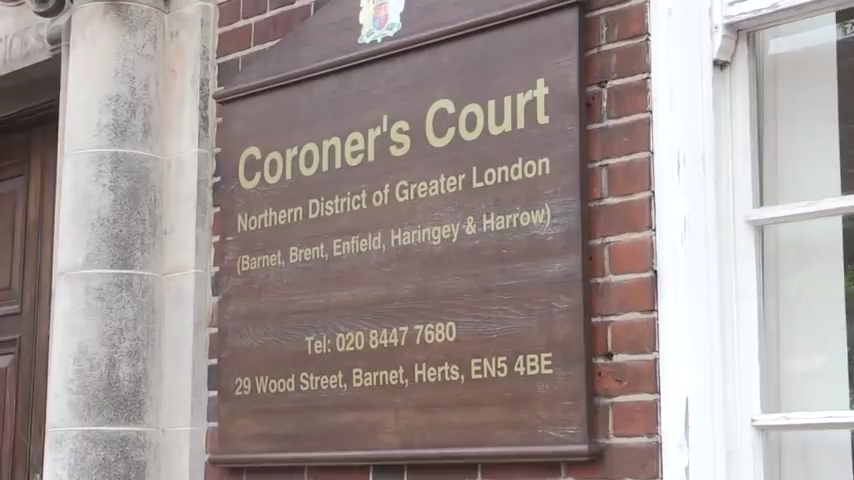 Coroner's Court
Northern District of Greater London
(Barnet, Brent, Enfield, Haringey & Harrow)
Tel: 020 8447 7680
29 Wood Street, Barnet, Herts, EN5 4BE